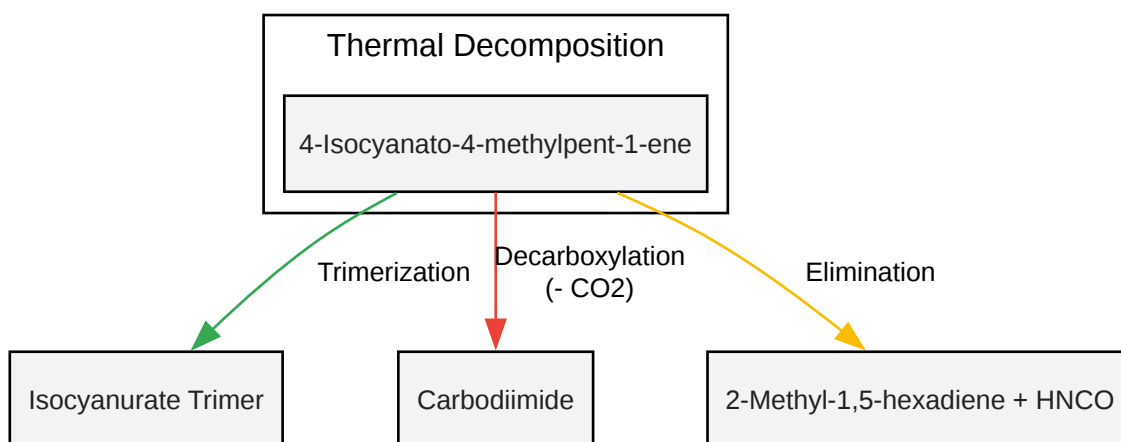 Thermal Decomposition
4-Isocyanato-4-methylpent-1-ene
Trimerization
Decarboxylation
(- CO2)
Elimination
Isocyanurate Trimer
Carbodiimide
2-Methyl-1,5-hexadiene + HNCO